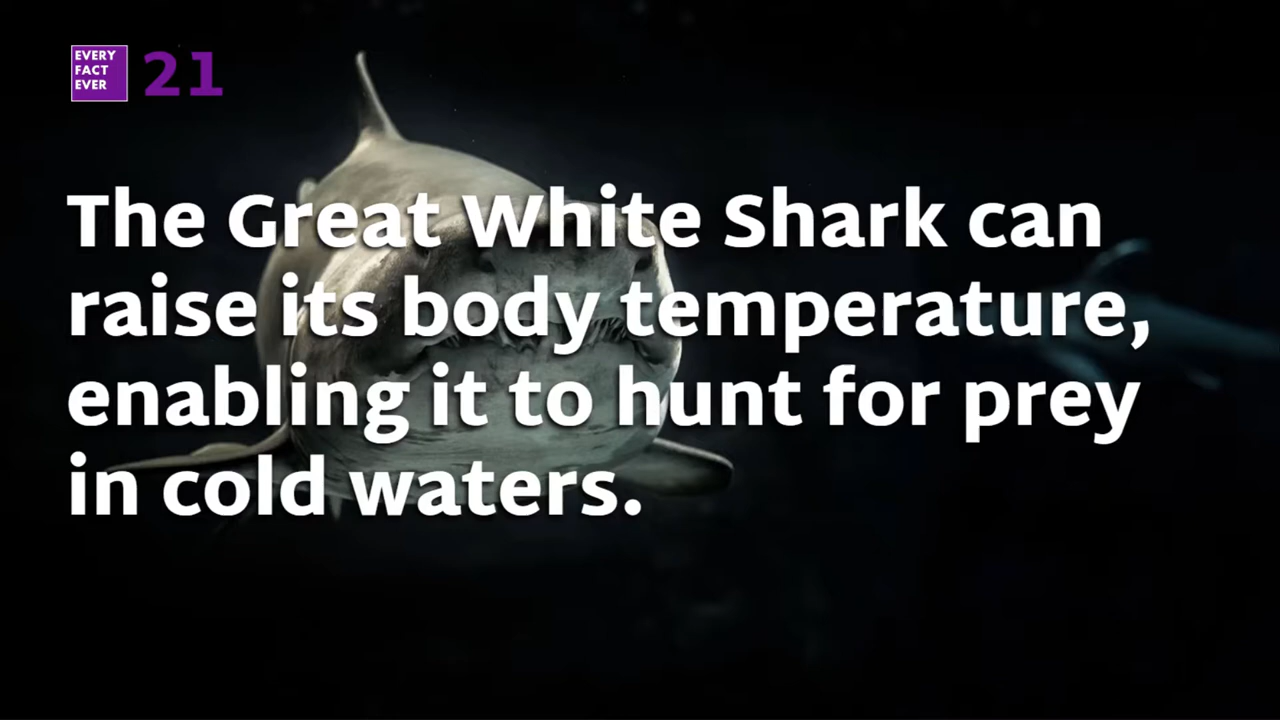 EVERY
FACT
EVER
21
The Great White Shark can
raise its body temperature,
enabling it to hunt for prey
in cold waters.